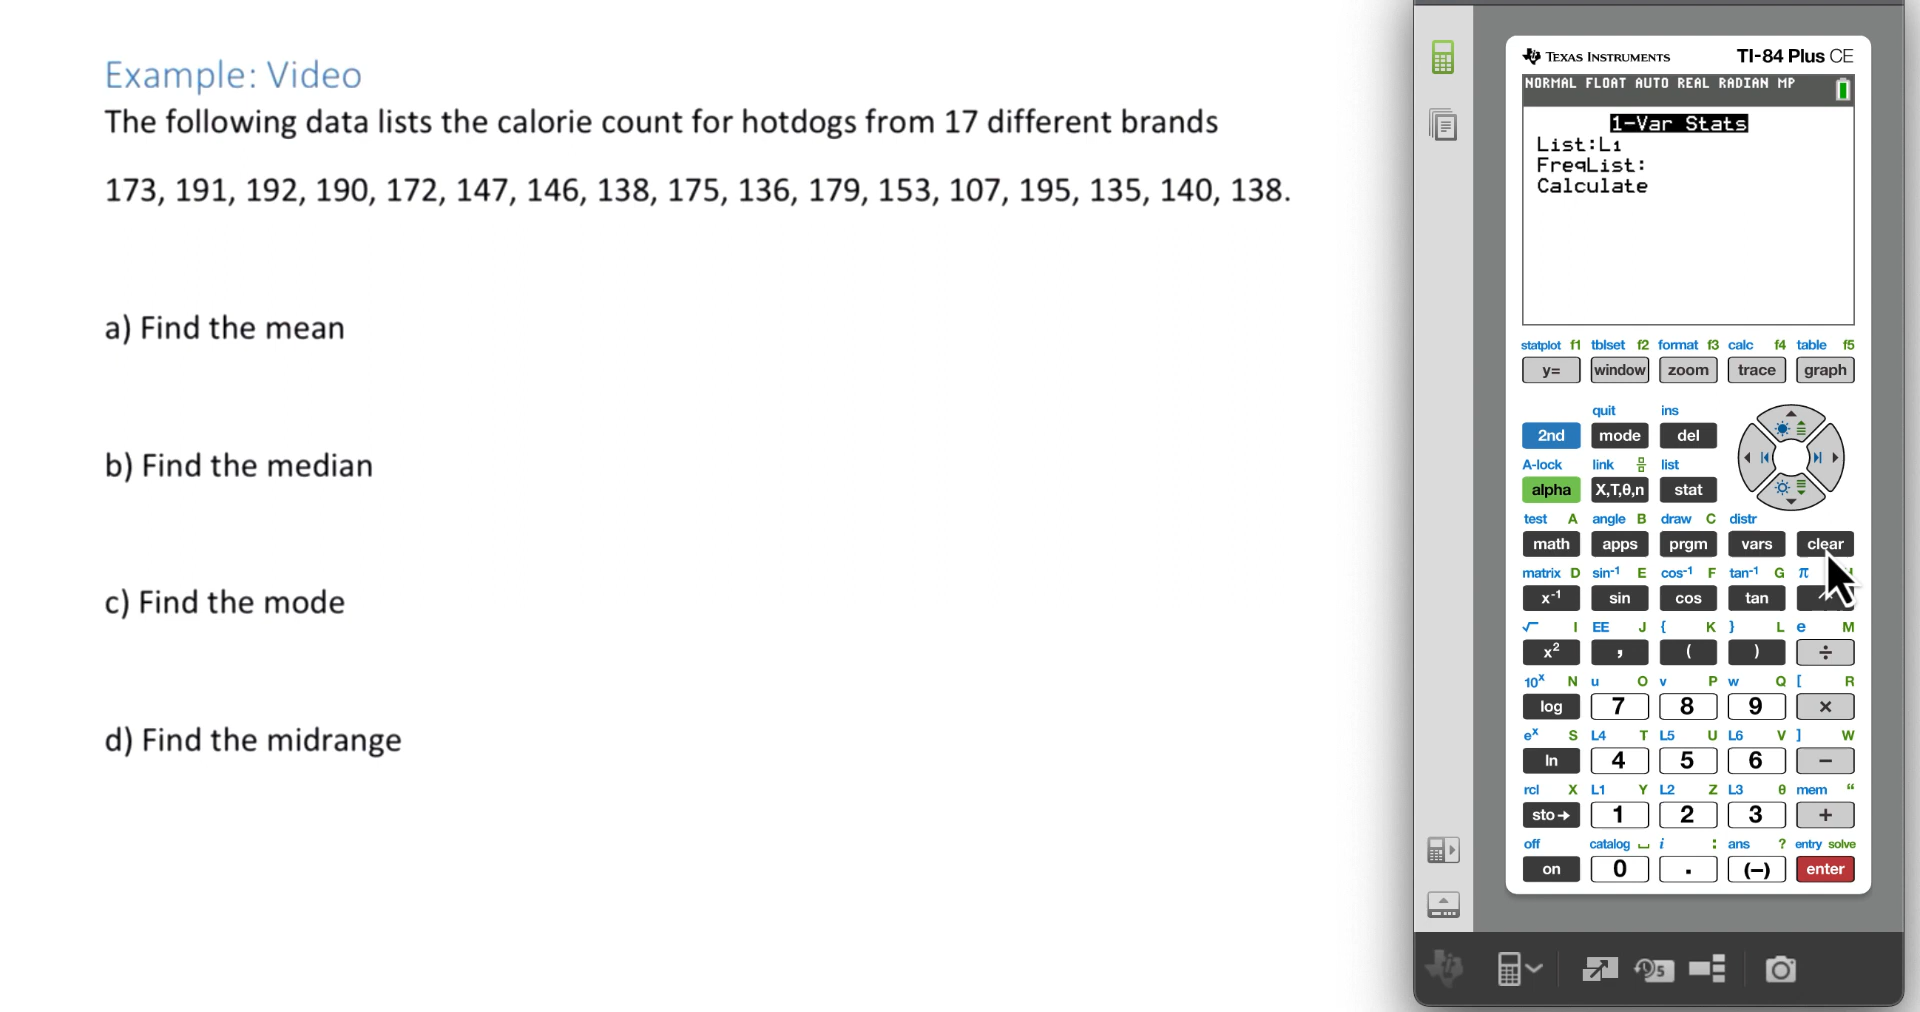 Example: Video
The following data lists the calorie count for hotdogs from 17 different brands
173, 191, 192, 190, 172, 147, 146, 138, 175, 136, 179, 153, 107, 195, 135, 140, 138.
a) Find the mean
b) Find the median
c) Find the mode
d) Find the midrange
TEXAS INSTRUMENTS TI-84 Plus CE
NORMAL FLOAT AUTO REAL RADIAN MP
1-Var Stats
List:L1
FreqList:
Calculate
statplot f1 tblset f2 format f3 calc f4 table f5
y= window zoom trace graph
quit ins
2nd mode del
A-lock link list
alpha X,T,θ,n stat
test A angle B draw C distr
math apps prgm vars clear
matrix D sin⁻¹ E cos⁻¹ F tan⁻¹ G π
x⁻¹ sin cos tan ^
√ I EE J { K } L e M
x² , ( ) ÷
10ˣ N u O v P w Q [ R
log 7 8 9 ×
eˣ S L4 T L5 U L6 V ] W
ln 4 5 6 −
rcl X L1 Y L2 Z L3 θ mem “
sto→ 1 2 3 +
off catalog ⎵ i : ans ? entry solve
on 0 . (−) enter
5